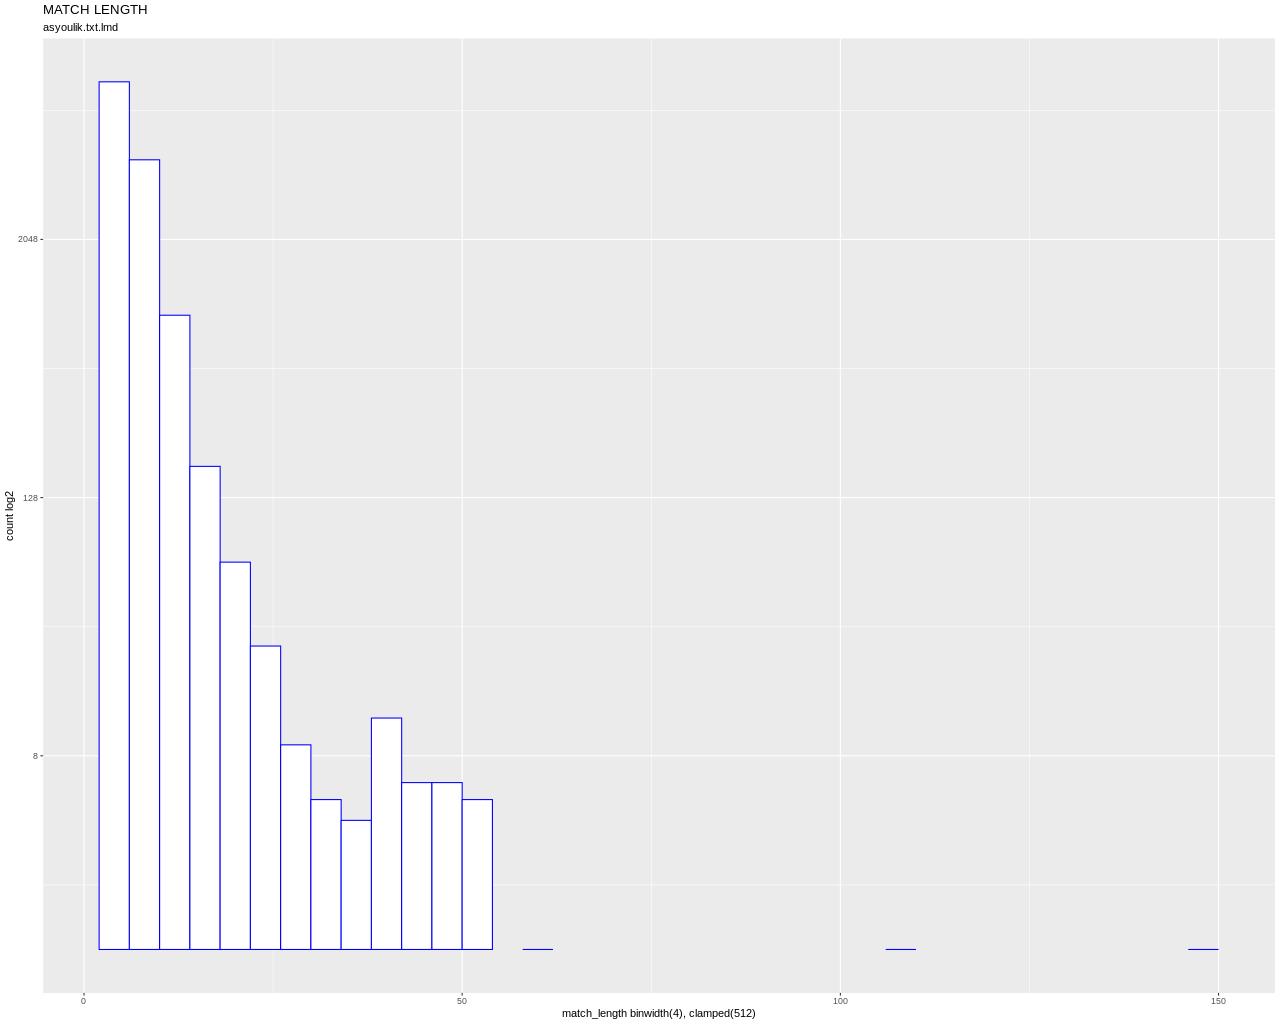 MATCH LENGTH
asyoulik.txt.lmd
2048
128
8
count log2
0 50 100 150
match_length binwidth(4), clamped(512)